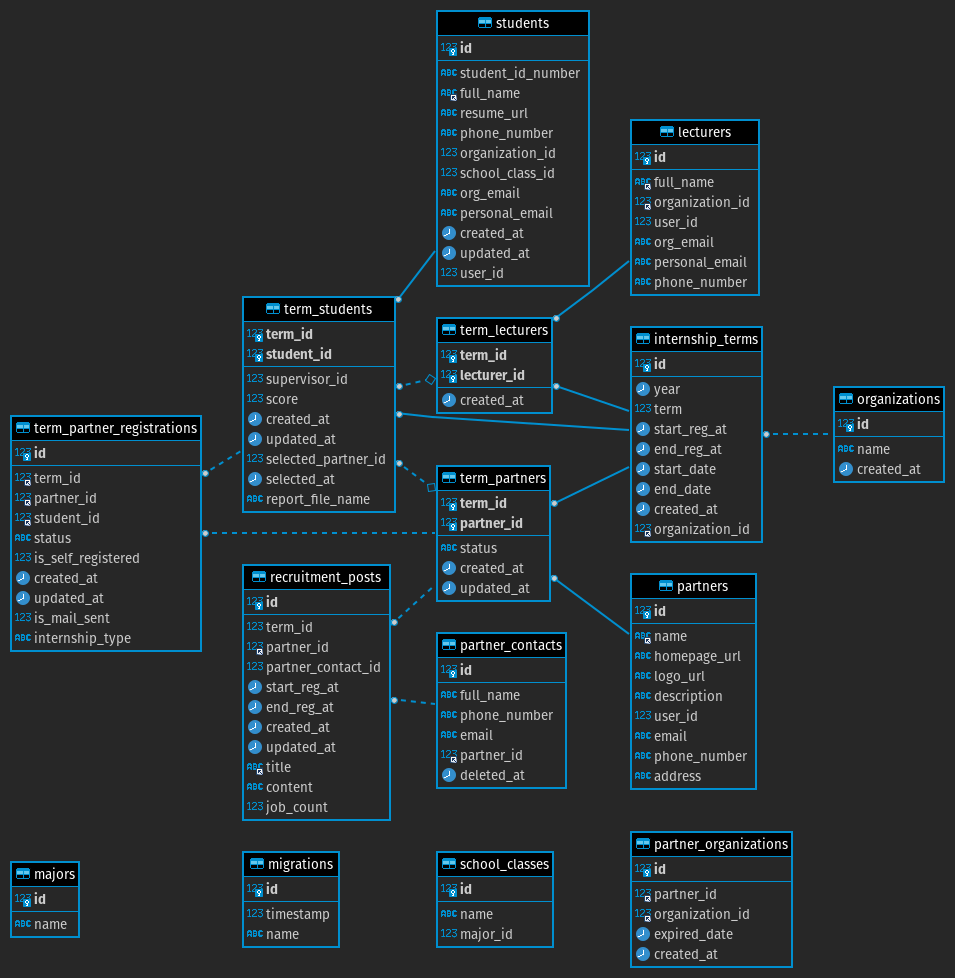 students
id
student_id_number
full_name
resume_url
phone_number
organization_id
school_class_id
org_email
personal_email
created_at
updated_at
user_id
lecturers
id
full_name
organization_id
user_id
org_email
personal_email
phone_number
term_students
term_id
student_id
supervisor_id
score
created_at
updated_at
selected_partner_id
selected_at
report_file_name
term_lecturers
term_id
lecturer_id
created_at
internship_terms
id
year
term
start_reg_at
end_reg_at
start_date
end_date
created_at
organization_id
organizations
id
name
created_at
term_partner_registrations
id
term_id
partner_id
student_id
status
is_self_registered
created_at
updated_at
is_mail_sent
internship_type
term_partners
term_id
partner_id
status
created_at
updated_at
recruitment_posts
id
term_id
partner_id
partner_contact_id
start_reg_at
end_reg_at
created_at
updated_at
title
content
job_count
partner_contacts
id
full_name
phone_number
email
partner_id
deleted_at
partners
id
name
homepage_url
logo_url
description
user_id
email
phone_number
address
majors
id
name
migrations
id
timestamp
name
school_classes
id
name
major_id
partner_organizations
id
partner_id
organization_id
expired_date
created_at